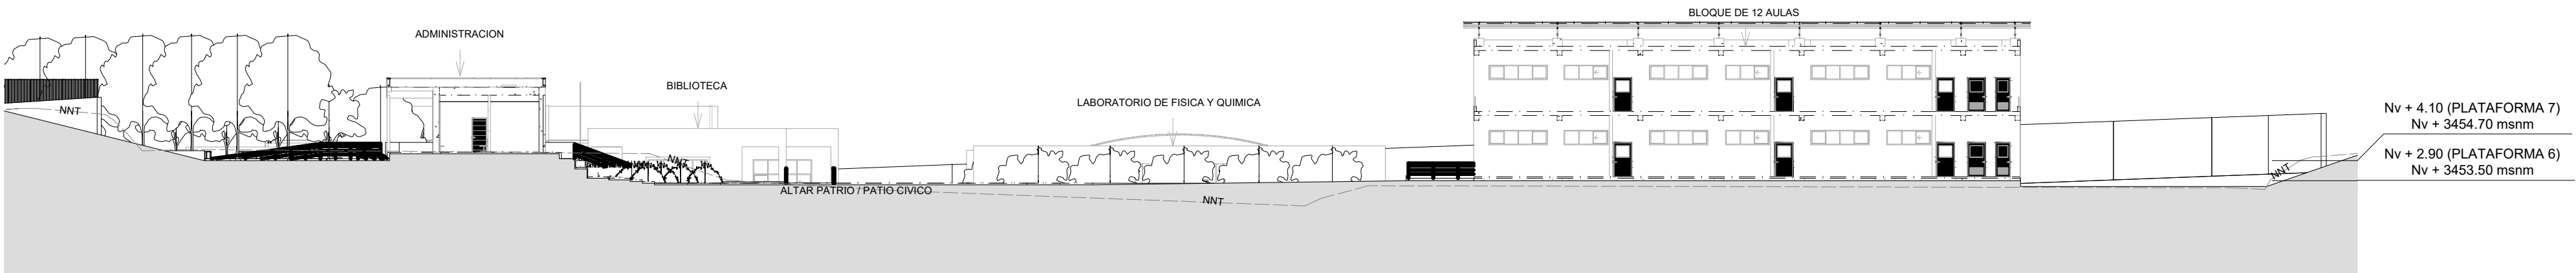 BLOQUE DE 12 AULAS
ADMINISTRACION
BIBLIOTECA
LABORATORIO DE FISICA Y QUIMICA
NNT
Nv + 4.10 (PLATAFORMA 7)
Nv + 3454.70 msnm
Nv + 2.90 (PLATAFORMA 6)
Nv + 3453.50 msnm
NNT
NNT
ALTAR PATRIO / PATIO CIVICO
NNT